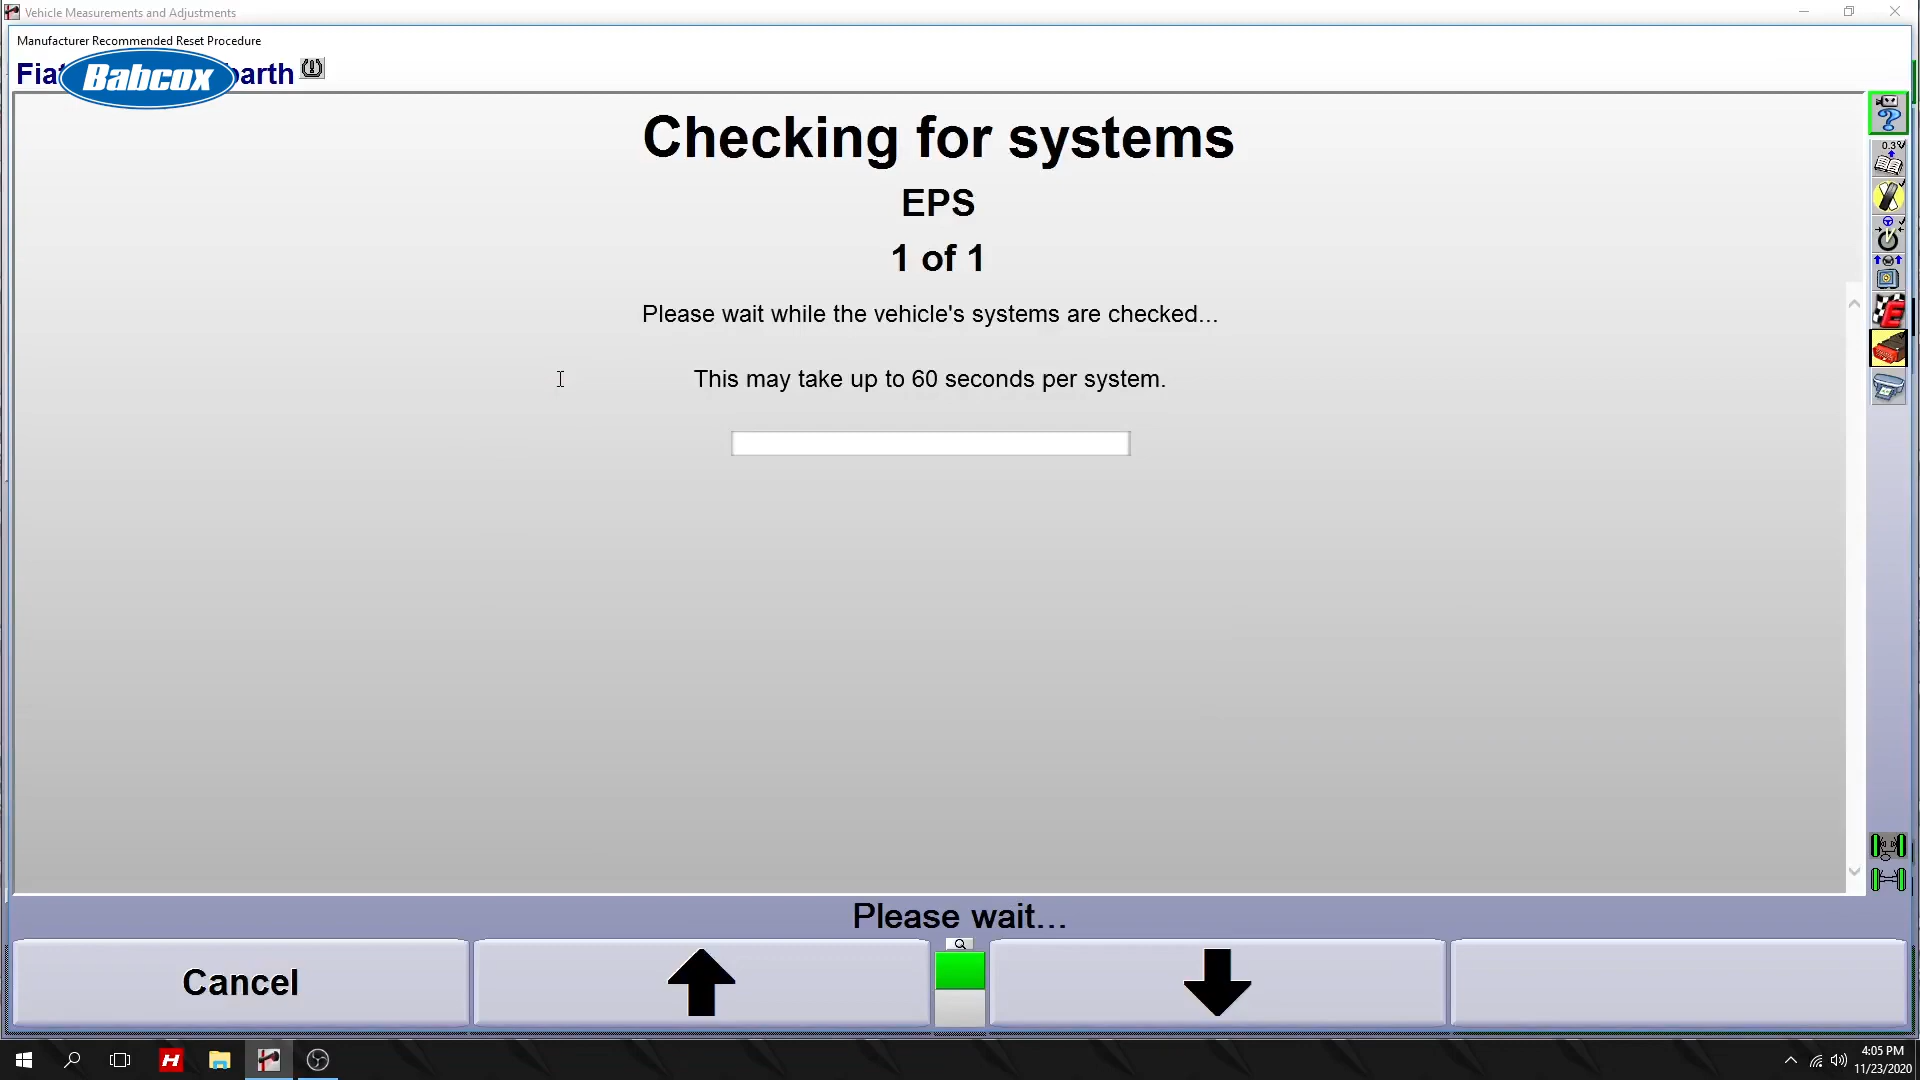 Vehicle Measurements and Adjustments
Manufacturer Recommended Reset Procedure
Fia Babcox barth
Checking for systems
EPS
1 of 1
Please wait while the vehicle's systems are checked...
This may take up to 60 seconds per system.
0.3
E
Please wait...
Cancel
H
4:05 PM
11/23/2020